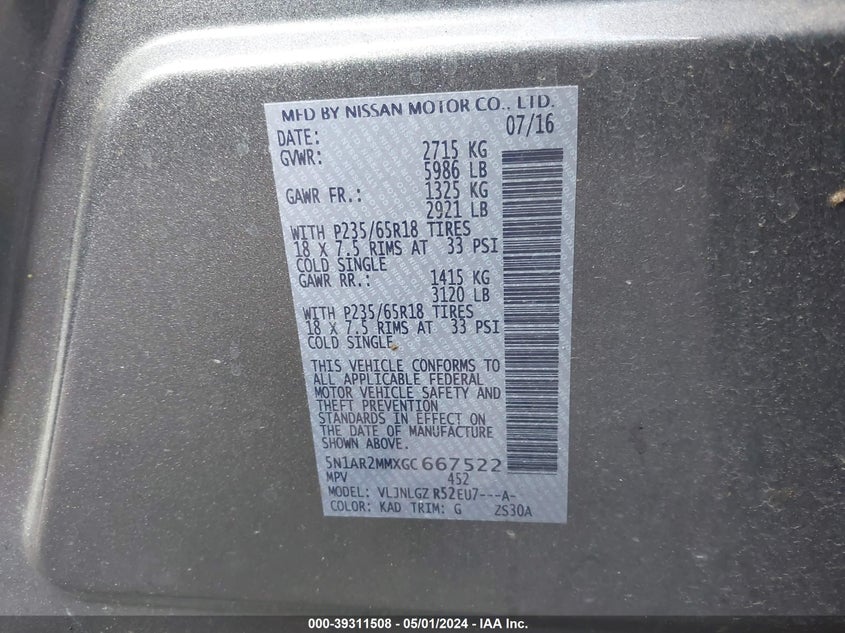 MFD BY NISSAN MOTOR CO., LTD.
DATE: 07/16
GVWR: 2715 KG
5986 LB
GAWR FR.: 1325 KG
2921 LB
WITH P235/65R18 TIRES
18 X 7.5 RIMS AT 33 PSI
COLD SINGLE
GAWR RR.: 1415 KG
3120 LB
WITH P235/65R18 TIRES
18 X 7.5 RIMS AT 33 PSI
COLD SINGLE
THIS VEHICLE CONFORMS TO
ALL APPLICABLE FEDERAL
MOTOR VEHICLE SAFETY AND
THEFT PREVENTION
STANDARDS IN EFFECT ON
THE DATE OF MANUFACTURE
SHOWN ABOVE.
5N1AR2MMXGC667522
MPV 452
MODEL: VLJNLGZ R52EU7---A-
COLOR: KAD TRIM: G ZS30A
000-39311508 - 05/01/2024 - IAA Inc.